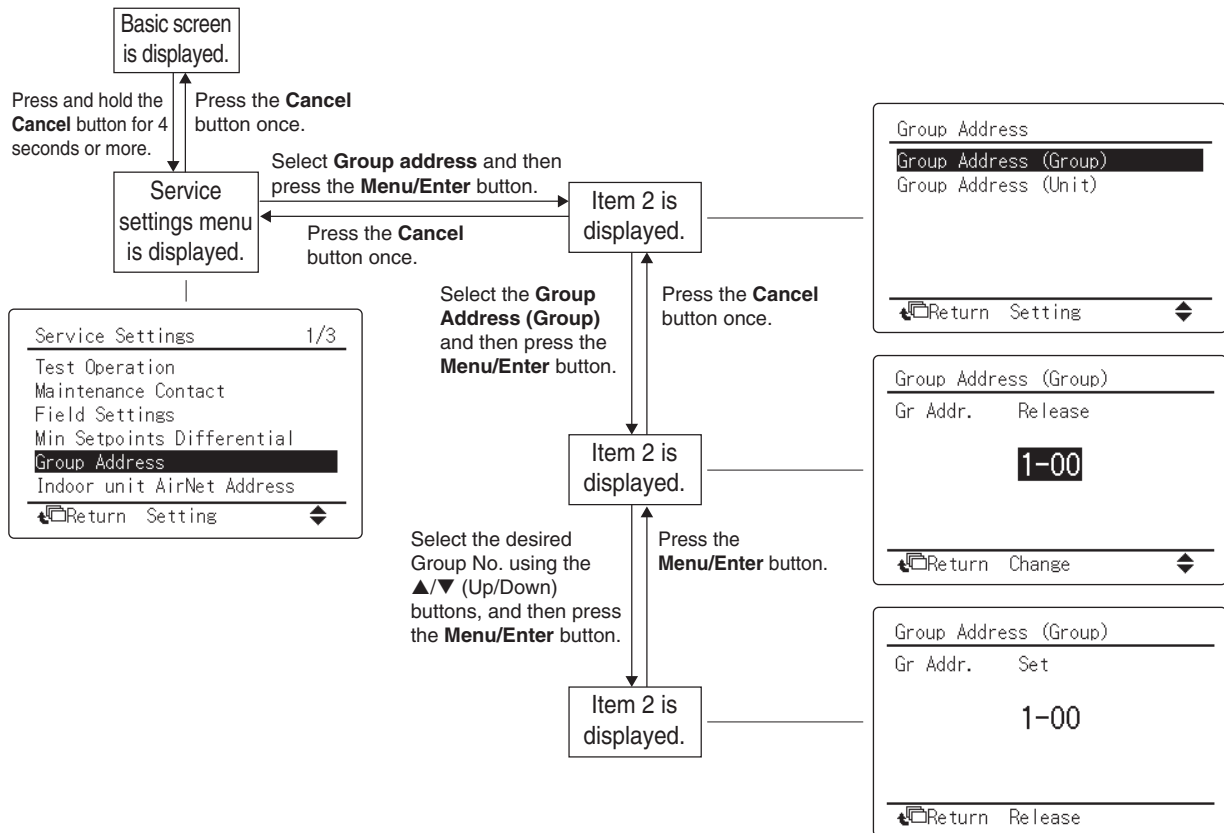 Basic screen
is displayed.
Press and hold the
Cancel button for 4
seconds or more.
Press the Cancel
button once.
Service
settings menu
is displayed.
Select Group address and then
press the Menu/Enter button.
Press the Cancel
button once.
Item 2 is
displayed.
Group Address
Group Address (Group)
Group Address (Unit)
Return Setting
Service Settings 1/3
Test Operation
Maintenance Contact
Field Settings
Min Setpoints Differential
Group Address
Indoor unit AirNet Address
Return Setting
Select the Group
Address (Group)
and then press the
Menu/Enter button.
Press the Cancel
button once.
Item 2 is
displayed.
Group Address (Group)
Gr Addr. Release
1-00
Return Change
Select the desired
Group No. using the
▲/▼ (Up/Down)
buttons, and then press
the Menu/Enter button.
Press the
Menu/Enter button.
Item 2 is
displayed.
Group Address (Group)
Gr Addr. Set
1-00
Return Release